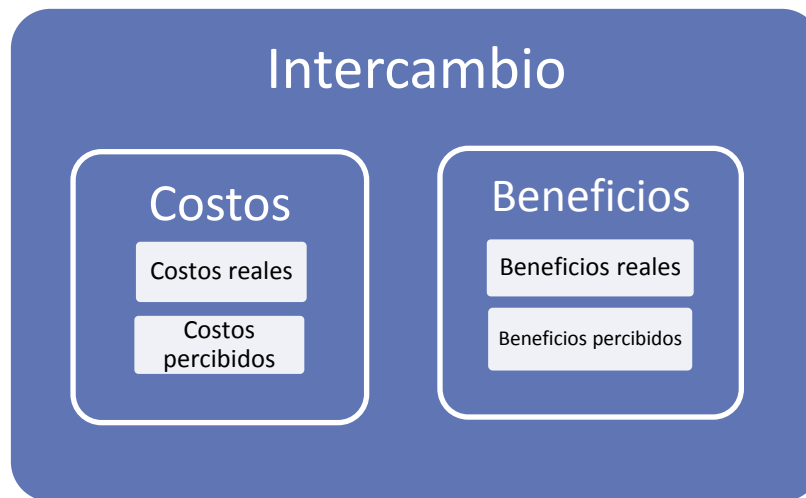 Intercambio
Costos
Costos reales
Costos
percibidos
Beneficios
Beneficios reales
Beneficios percibidos